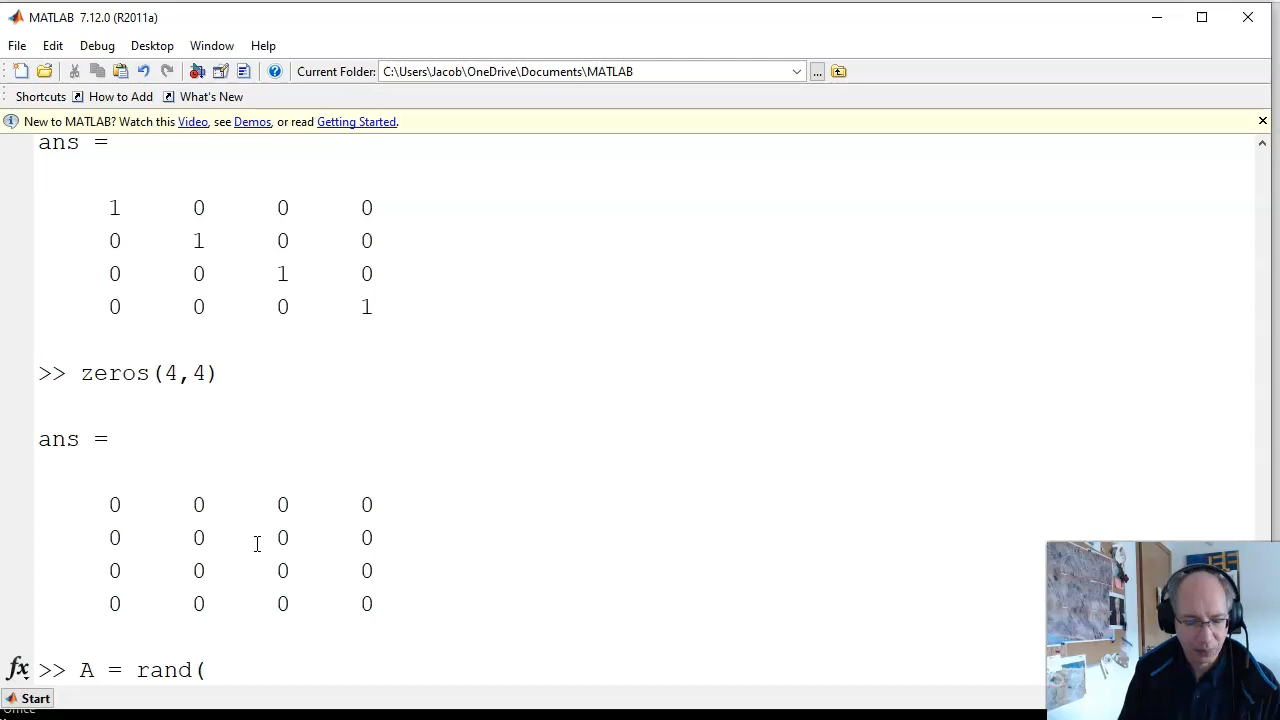 MATLAB 7.12.0 (R2011a)
File Edit Debug Desktop Window Help
Current Folder: C:\Users\Jacob\OneDrive\Documents\MATLAB ...
Shortcuts How to Add What's New
New to MATLAB? Watch this Video, see Demos, or read Getting Started.
ans =
1 0 0 0
0 1 0 0
0 0 1 0
0 0 0 1
>> zeros(4,4)
ans =
0 0 0 0
0 0 0 0
0 0 0 0
0 0 0 0
fx >> A = rand(
Start
Office